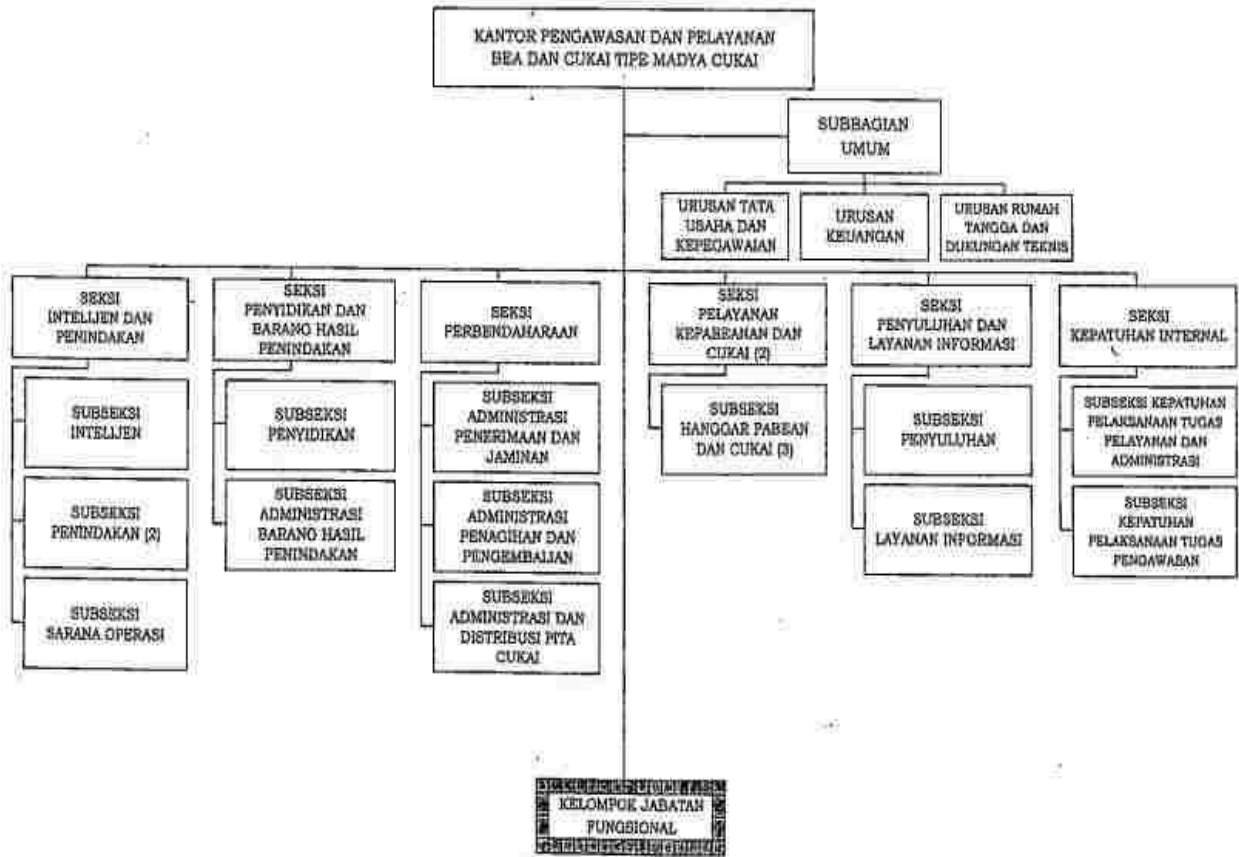 KANTOR PENGAWASAN DAN PELAYANAN
BEA DAN CUKAI TIPE MADYA CUKAI
SUBBAGIAN
UMUM
URUSAN TATA
USAHA DAN
KEPEGAWAIAN
URUSAN
KEUANGAN
URUSAN RUMAH
TANGGA DAN
DUKUNGAN TEKNIS
SEKSI
INTELIJEN DAN
PENINDAKAN
SEKSI
PENYIDIKAN DAN
BARANG HASIL
PENINDAKAN
SEKSI
PERBENDAHARAAN
SEKSI
PELAYANAN
KEPABEANAN DAN
CUKAI (2)
SEKSI
PENYULUHAN DAN
LAYANAN INFORMASI
SEKSI
KEPATUHAN INTERNAL
SUBSEKSI
INTELIJEN
SUBSEKSI
PENYIDIKAN
SUBSEKSI
ADMINISTRASI
PENERIMAAN DAN
JAMINAN
SUBSEKSI
HANGGAR PABEAN
DAN CUKAI (3)
SUBSEKSI
PENYULUHAN
SUBSEKSI KEPATUHAN
PELAKSANAAN TUGAS
PELAYANAN DAN
ADMINISTRASI
SUBSEKSI
PENINDAKAN (2)
SUBSEKSI
ADMINISTRASI
BARANG HASIL
PENINDAKAN
SUBSEKSI
ADMINISTRASI
PENAGIHAN DAN
PENGEMBALIAN
SUBSEKSI
LAYANAN INFORMASI
SUBSEKSI
KEPATUHAN
PELAKSANAAN TUGAS
PENGAWASAN
SUBSEKSI
SARANA OPERASI
SUBSEKSI
ADMINISTRASI DAN
DISTRIBUSI PITA
CUKAI
KELOMPOK JABATAN
FUNGSIONAL